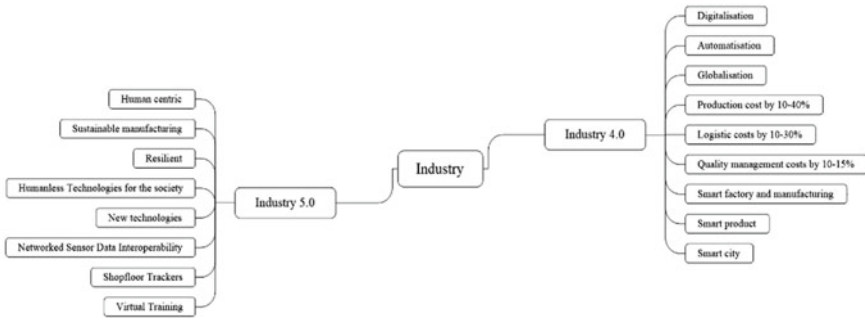 Digitalisation
Automatisation
Globalisation
Production cost by 10-40%
Logistic costs by 10-30%
Quality management costs by 10-15%
Smart factory and manufacturing
Smart product
Smart city
Industry 4.0
Industry
Industry 5.0
Human centric
Sustainable manufacturing
Resilient
Humanless Technologies for the society
New technologies
Networked Sensor Data Interoperability
Shopfloor Trackers
Virtual Training